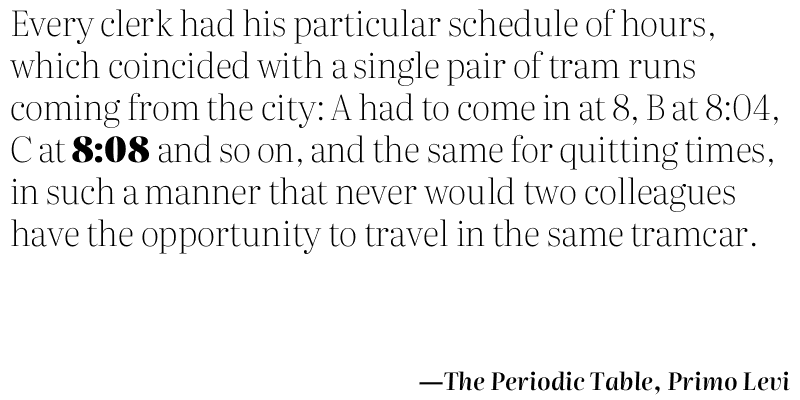 Every clerk had his particular schedule of hours,
which coincided with a single pair of tram runs
coming from the city: A had to come in at 8, B at 8:04,
C at 8:08 and so on, and the same for quitting times,
in such a manner that never would two colleagues
have the opportunity to travel in the same tramcar.
—The Periodic Table, Primo Levi